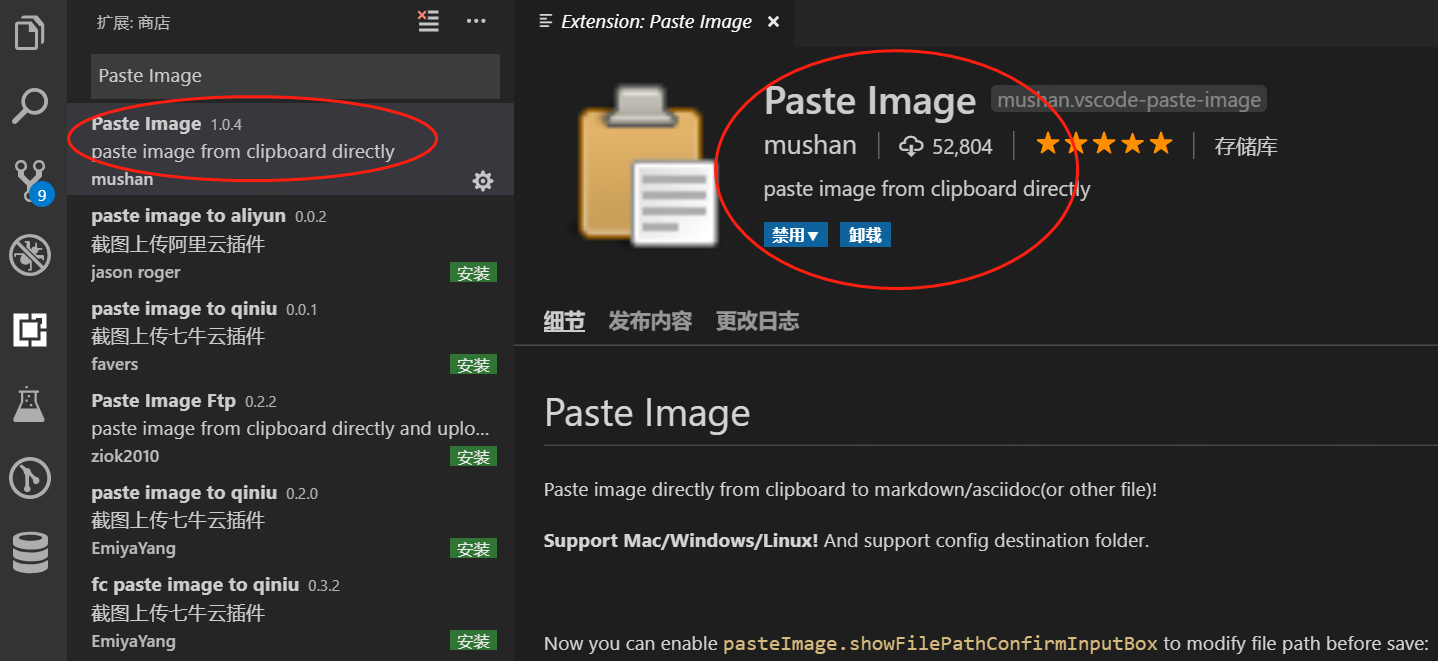 扩展: 商店
Paste Image
Paste Image 1.0.4
paste image from clipboard directly
mushan
9
paste image to aliyun 0.0.2
截图上传阿里云插件
jason roger 安装
paste image to qiniu 0.0.1
截图上传七牛云插件
favers 安装
Paste Image Ftp 0.2.2
paste image from clipboard directly and uplo...
ziok2010 安装
paste image to qiniu 0.2.0
截图上传七牛云插件
EmiyaYang 安装
fc paste image to qiniu 0.3.2
截图上传七牛云插件
EmiyaYang 安装
Extension: Paste Image
Paste Image mushan.vscode-paste-image
mushan 52,804 存储库
paste image from clipboard directly
禁用 卸载
细节 发布内容 更改日志
Paste Image
Paste image directly from clipboard to markdown/asciidoc(or other file)!
Support Mac/Windows/Linux! And support config destination folder.
Now you can enable pasteImage.showFilePathConfirmInputBox to modify file path before save: